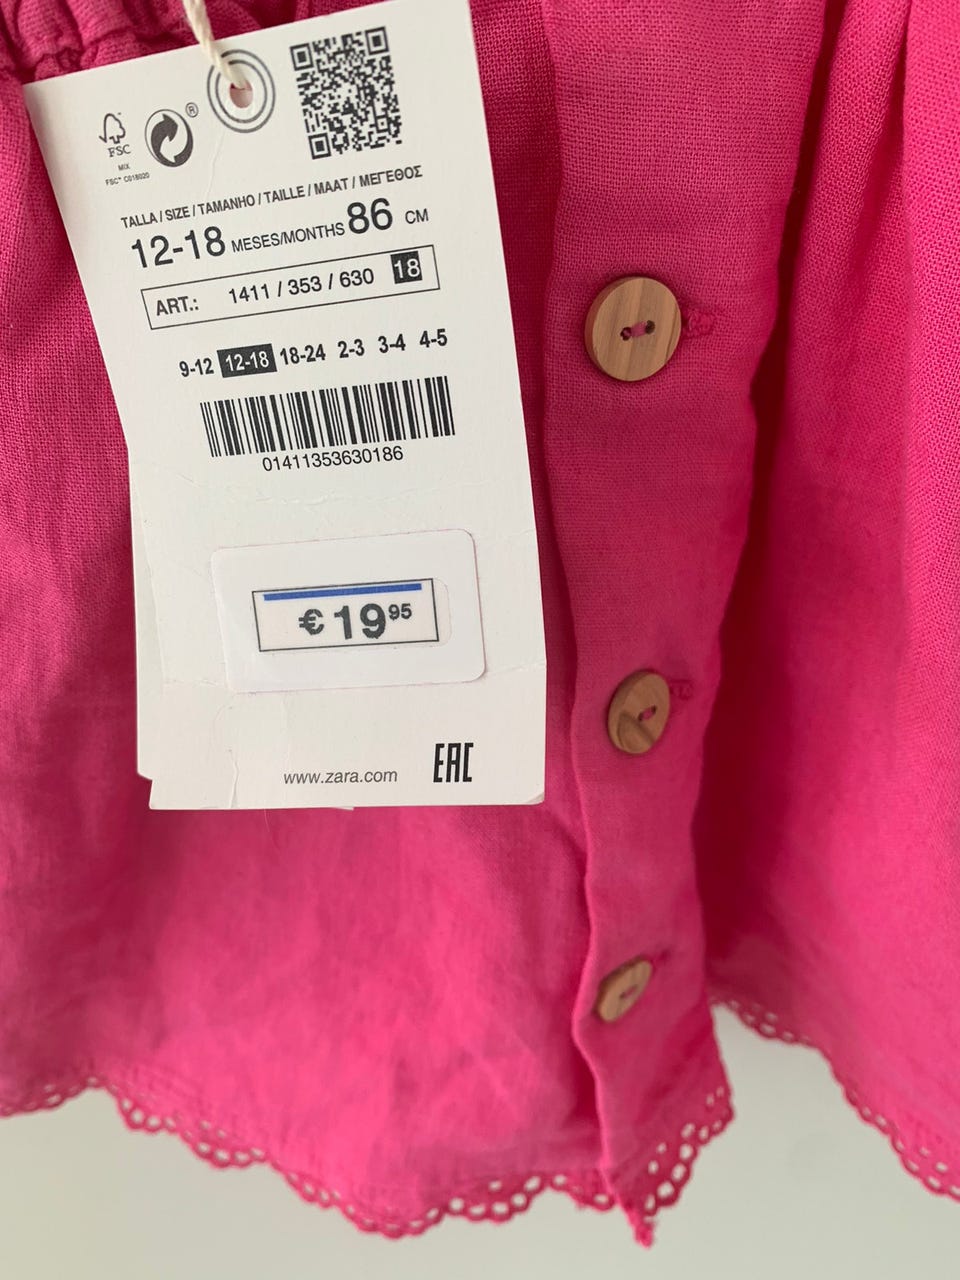 ®
FSC
MIX
FSC™ C018020
TALLA / SIZE / TAMANHO / TAILLE / MAAT / ΜΕΓΕΘΟΣ
12-18 MESES/MONTHS 86 CM
ART.: 1411 / 353 / 630 18
9-12 12-18 18-24 2-3 3-4 4-5
01411353630186
€ 19 95
www.zara.com EAC